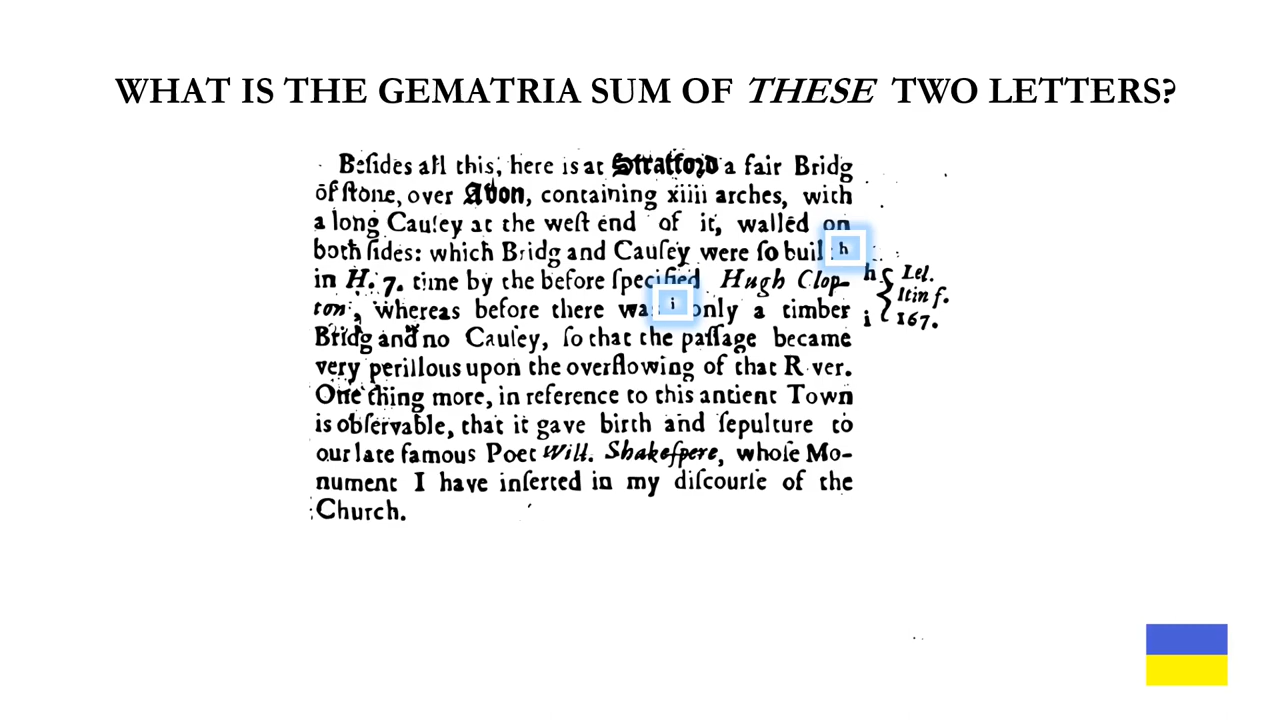 WHAT IS THE GEMATRIA SUM OF THESE TWO LETTERS?
Beſides all this, here is at Stratford a fair Bridg
of ſtone, over Avon, containing xiiii arches, with
a long Cauſey at the weſt end of it, walled on
both ſides: which Bridg and Cauſey were ſo buil h
in H. 7. time by the before ſpecified Hugh Clop-
ton, whereas before there was i only a timber
Bridg and no Cauſey, ſo that the paſſage became
very perillous upon the overflowing of that R ver.
One thing more, in reference to this antient Town
is obſervable, that it gave birth and ſepulture to
our late famous Poet Will. Shakeſpere, whoſe Mo-
nument I have inſerted in my diſcourſe of the
Church.
h Lel.
Itin f.
i 167.